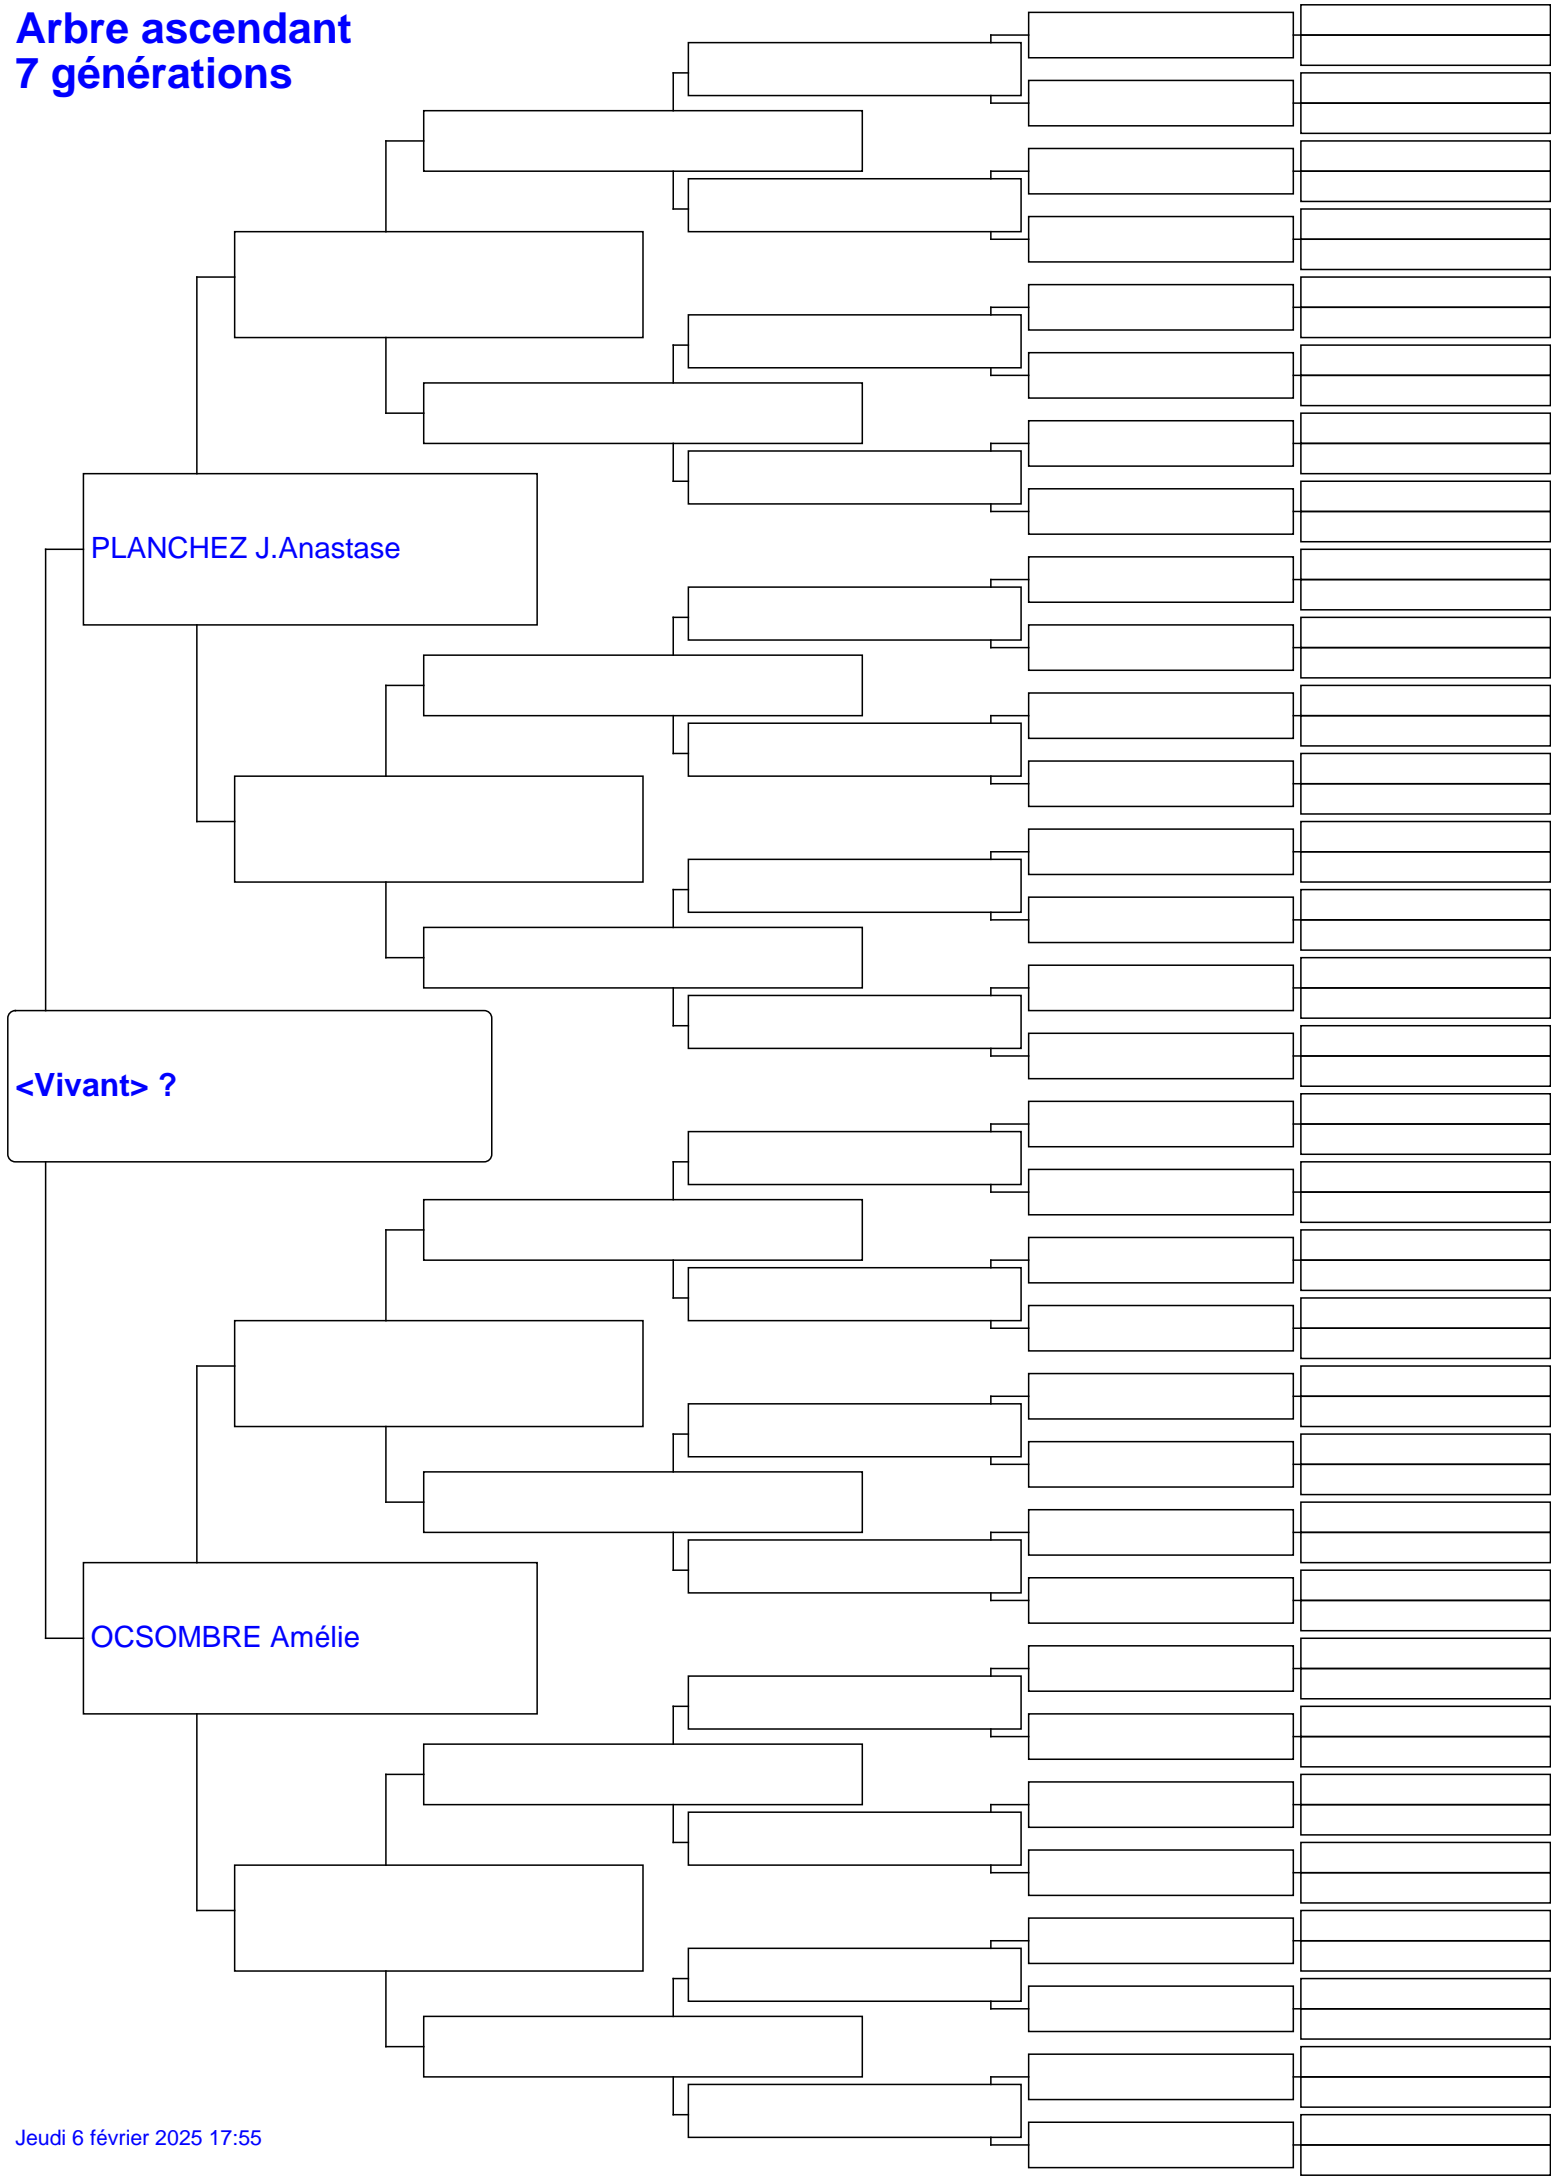 Arbre ascendant
7 générations
PLANCHEZ J.Anastase
<Vivant> ?
OCSOMBRE Amélie
Jeudi 6 février 2025 17:55